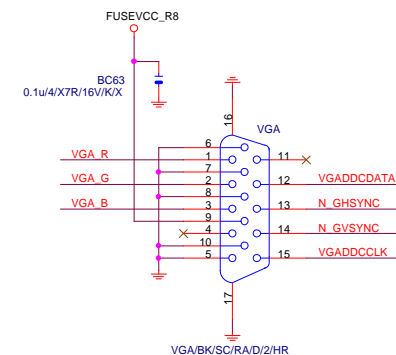 FUSEVCC_R8
BC63
0.1u/4/X7R/16V/K/X
16
VGA
6
VGA_R
1
11
7
VGA_G
2
12
VGADDCDATA
8
VGA_B
3
13
N_GHSYNC
9
4
14
N_GVSYNC
10
5
15
VGADDCCLK
17
VGA/BK/SC/RA/D/2/HR